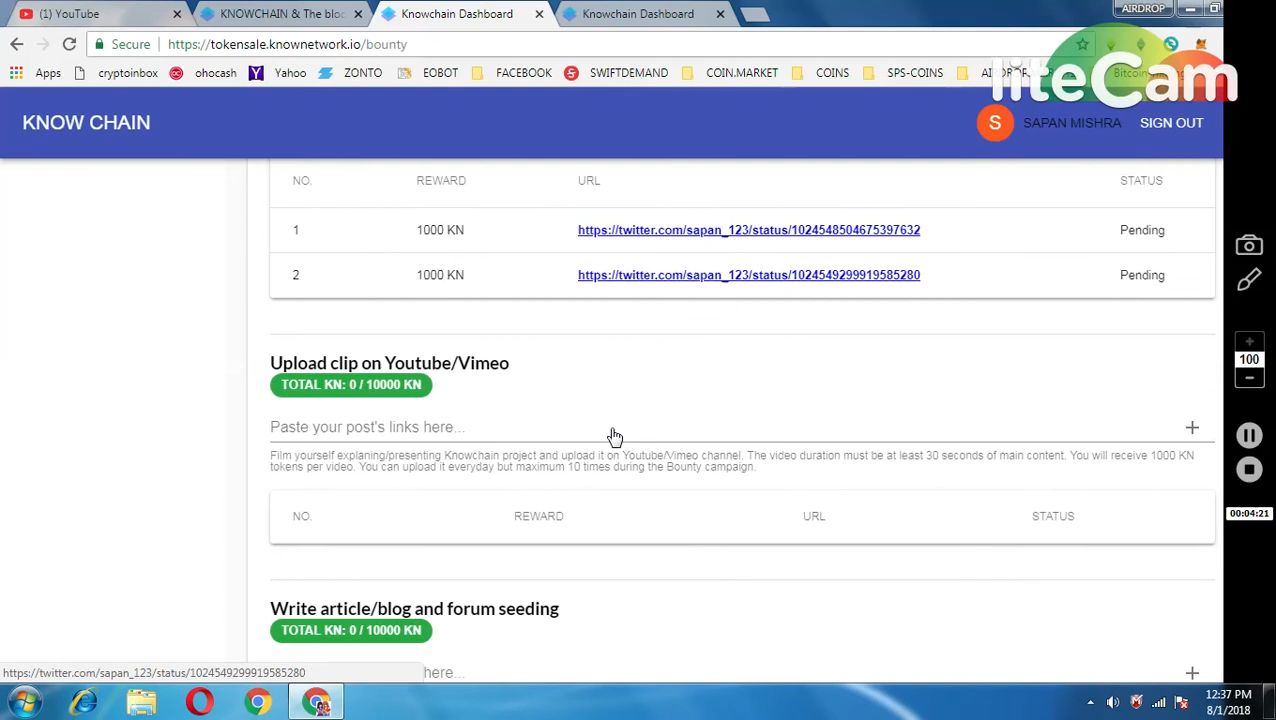 (1) YouTube
KNOWCHAIN & The blo
Knowchain Dashboard
Knowchain Dashboard
AIRDROP
Secure
https://tokensale.knownetwork.io/bounty
Apps
cryptoinbox
ohocash
Yahoo
ZONTO
EOBOT
FACEBOOK
SWIFTDEMAND
COIN.MARKET
COINS
SPS-COINS
liteCam
KNOW CHAIN
S
SAPAN MISHRA
SIGN OUT
NO. REWARD URL STATUS
1 1000 KN https://twitter.com/sapan_123/status/1024548504675397632 Pending
2 1000 KN https://twitter.com/sapan_123/status/1024549299919585280 Pending
Upload clip on Youtube/Vimeo
TOTAL KN: 0 / 10000 KN
Paste your post's links here...
Film yourself explaning/presenting Knowchain project and upload it on Youtube/Vimeo channel. The video duration must be at least 30 seconds of main content. You will receive 1000 KN
tokens per video. You can upload it everyday but maximum 10 times during the Bounty campaign.
NO. REWARD URL STATUS
Write article/blog and forum seeding
TOTAL KN: 0 / 10000 KN
here...
https://twitter.com/sapan_123/status/1024549299919585280
100
00:04:21
12:37 PM
8/1/2018